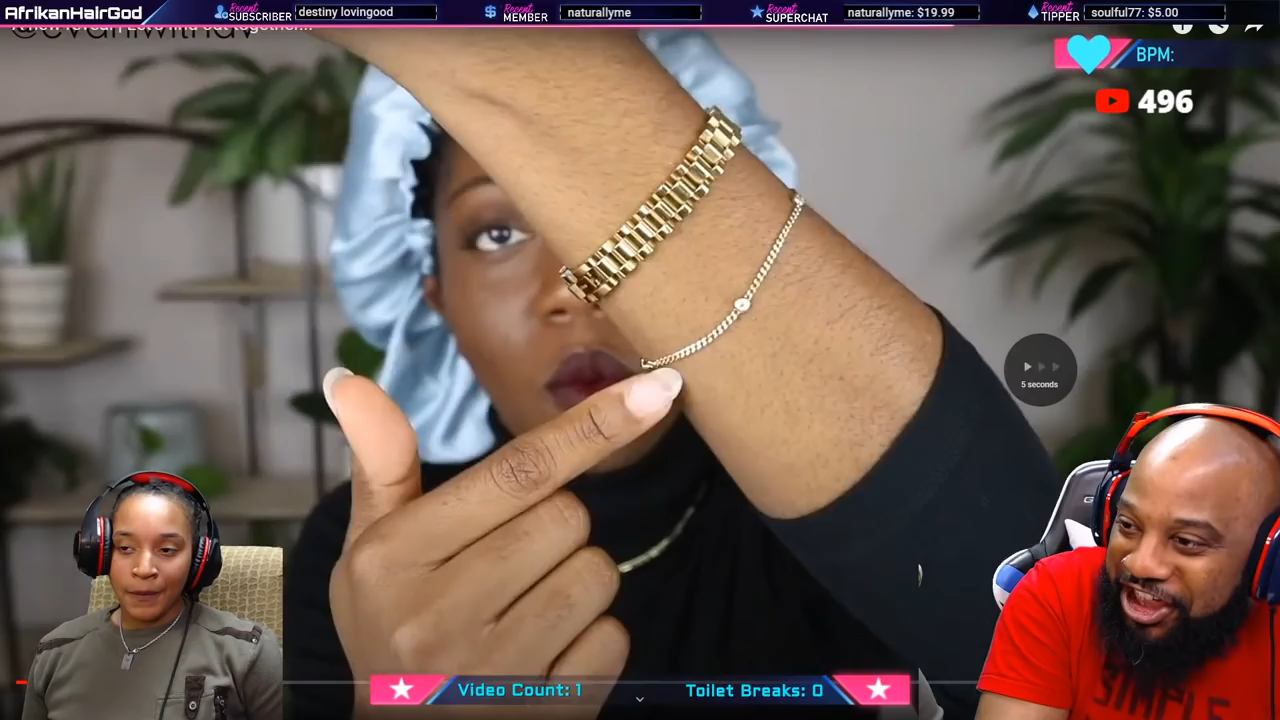 AfrikanHairGod
Recent
SUBSCRIBER
destiny lovingood
Recent
MEMBER
naturallyme
Recent
SUPERCHAT
naturallyme: $19.99
Recent
TIPPER
soulful77: $5.00
BPM:
496
5 seconds
SIMPLE
Video Count: 1
Toilet Breaks: 0